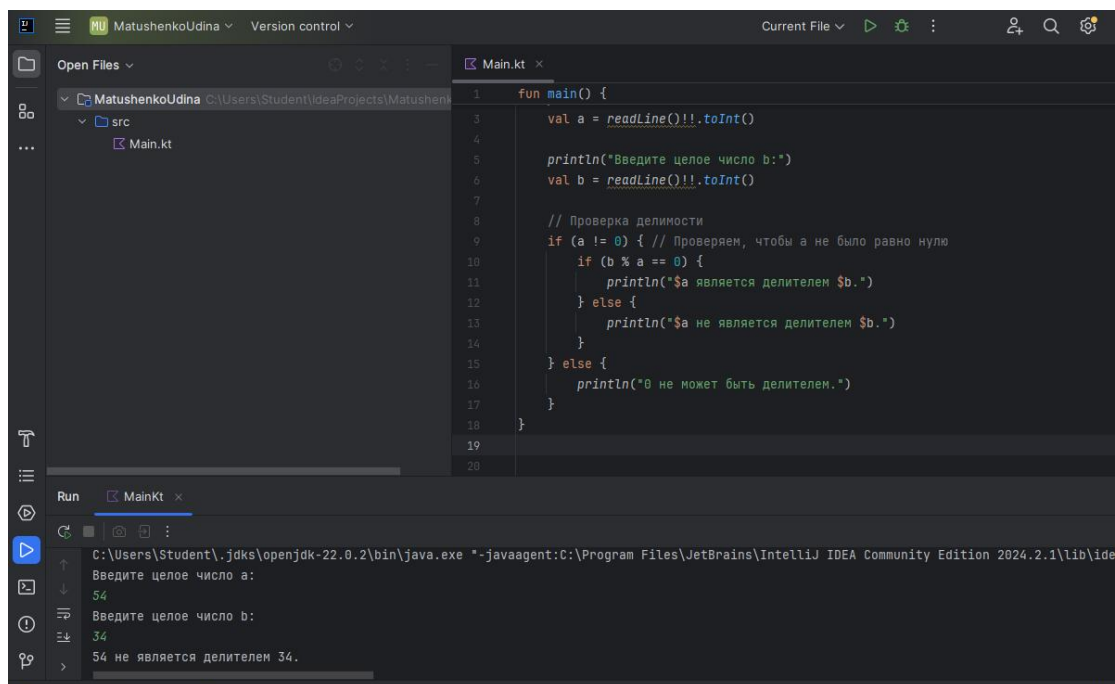 MU MatushenkoUdina Version control Current File
Open Files
Main.kt
MatushenkoUdina C:\Users\Student\IdeaProjects\Matushenk
src
Main.kt
1 fun main() {
3 val a = readLine()!!.toInt()
4
5 println("Введите целое число b:")
6 val b = readLine()!!.toInt()
7
8 // Проверка делимости
9 if (a != 0) { // Проверяем, чтобы a не было равно нулю
10 if (b % a == 0) {
11 println("$a является делителем $b.")
12 } else {
13 println("$a не является делителем $b.")
14 }
15 } else {
16 println("0 не может быть делителем.")
17 }
18 }
19
20
Run MainKt
C:\Users\Student\.jdks\openjdk-22.0.2\bin\java.exe "-javaagent:C:\Program Files\JetBrains\IntelliJ IDEA Community Edition 2024.2.1\lib\ide
Введите целое число a:
54
Введите целое число b:
34
54 не является делителем 34.